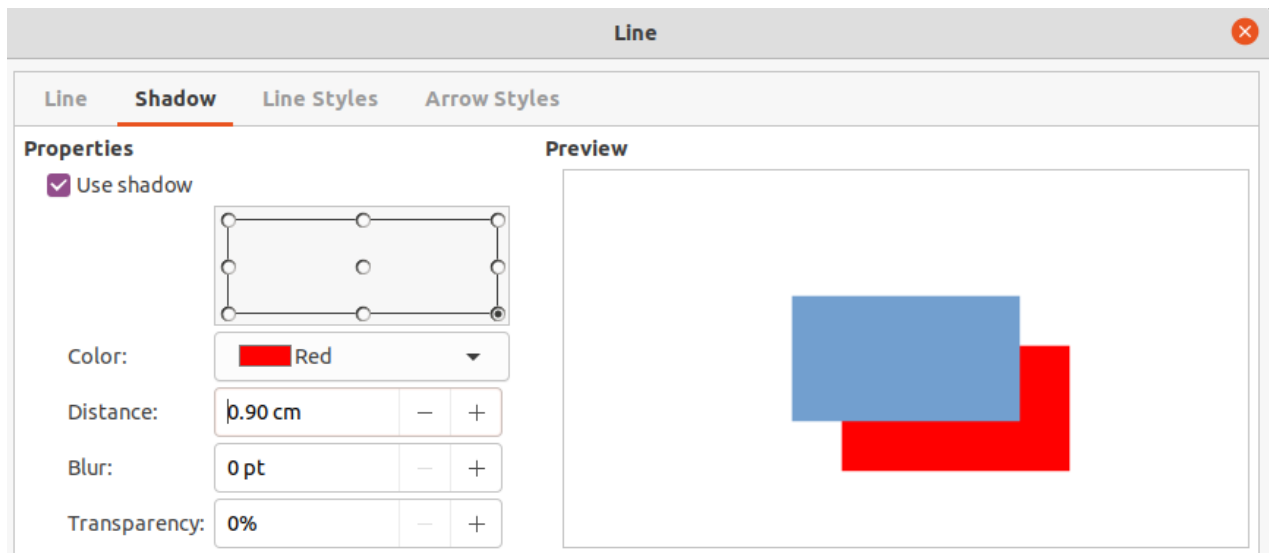 Line
Line Shadow Line Styles Arrow Styles
Properties
Use shadow
Color: Red
Distance: 0.90 cm
Blur: 0 pt
Transparency: 0%
Preview